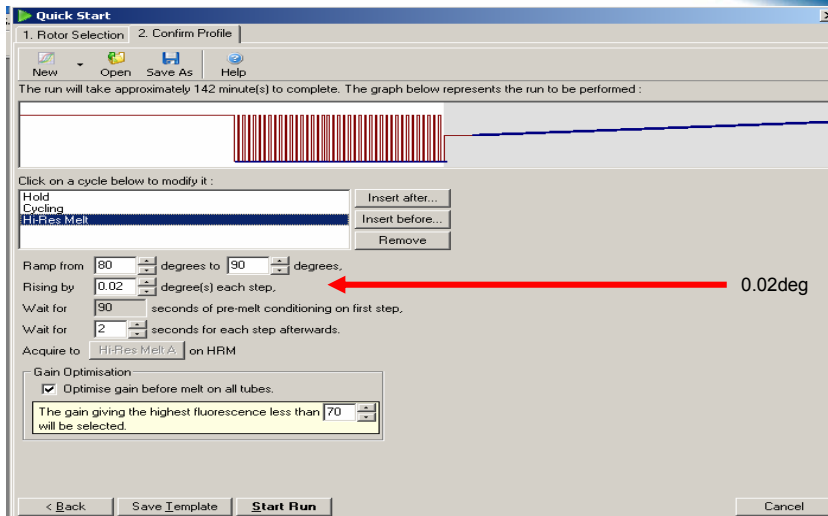 Quick Start
1. Rotor Selection 2. Confirm Profile
New Open Save As Help
The run will take approximately 142 minute(s) to complete. The graph below represents the run to be performed :
Click on a cycle below to modify it :
Hold
Cycling
Hi-Res Melt
Insert after...
Insert before...
Remove
Ramp from 80 degrees to 90 degrees,
Rising by 0.02 degree(s) each step,
0.02deg
Wait for 90 seconds of pre-melt conditioning on first step,
Wait for 2 seconds for each step afterwards.
Acquire to Hi-Res Melt A on HRM
Gain Optimisation
Optimise gain before melt on all tubes.
The gain giving the highest fluorescence less than 70
will be selected.
< Back Save Template Start Run Cancel